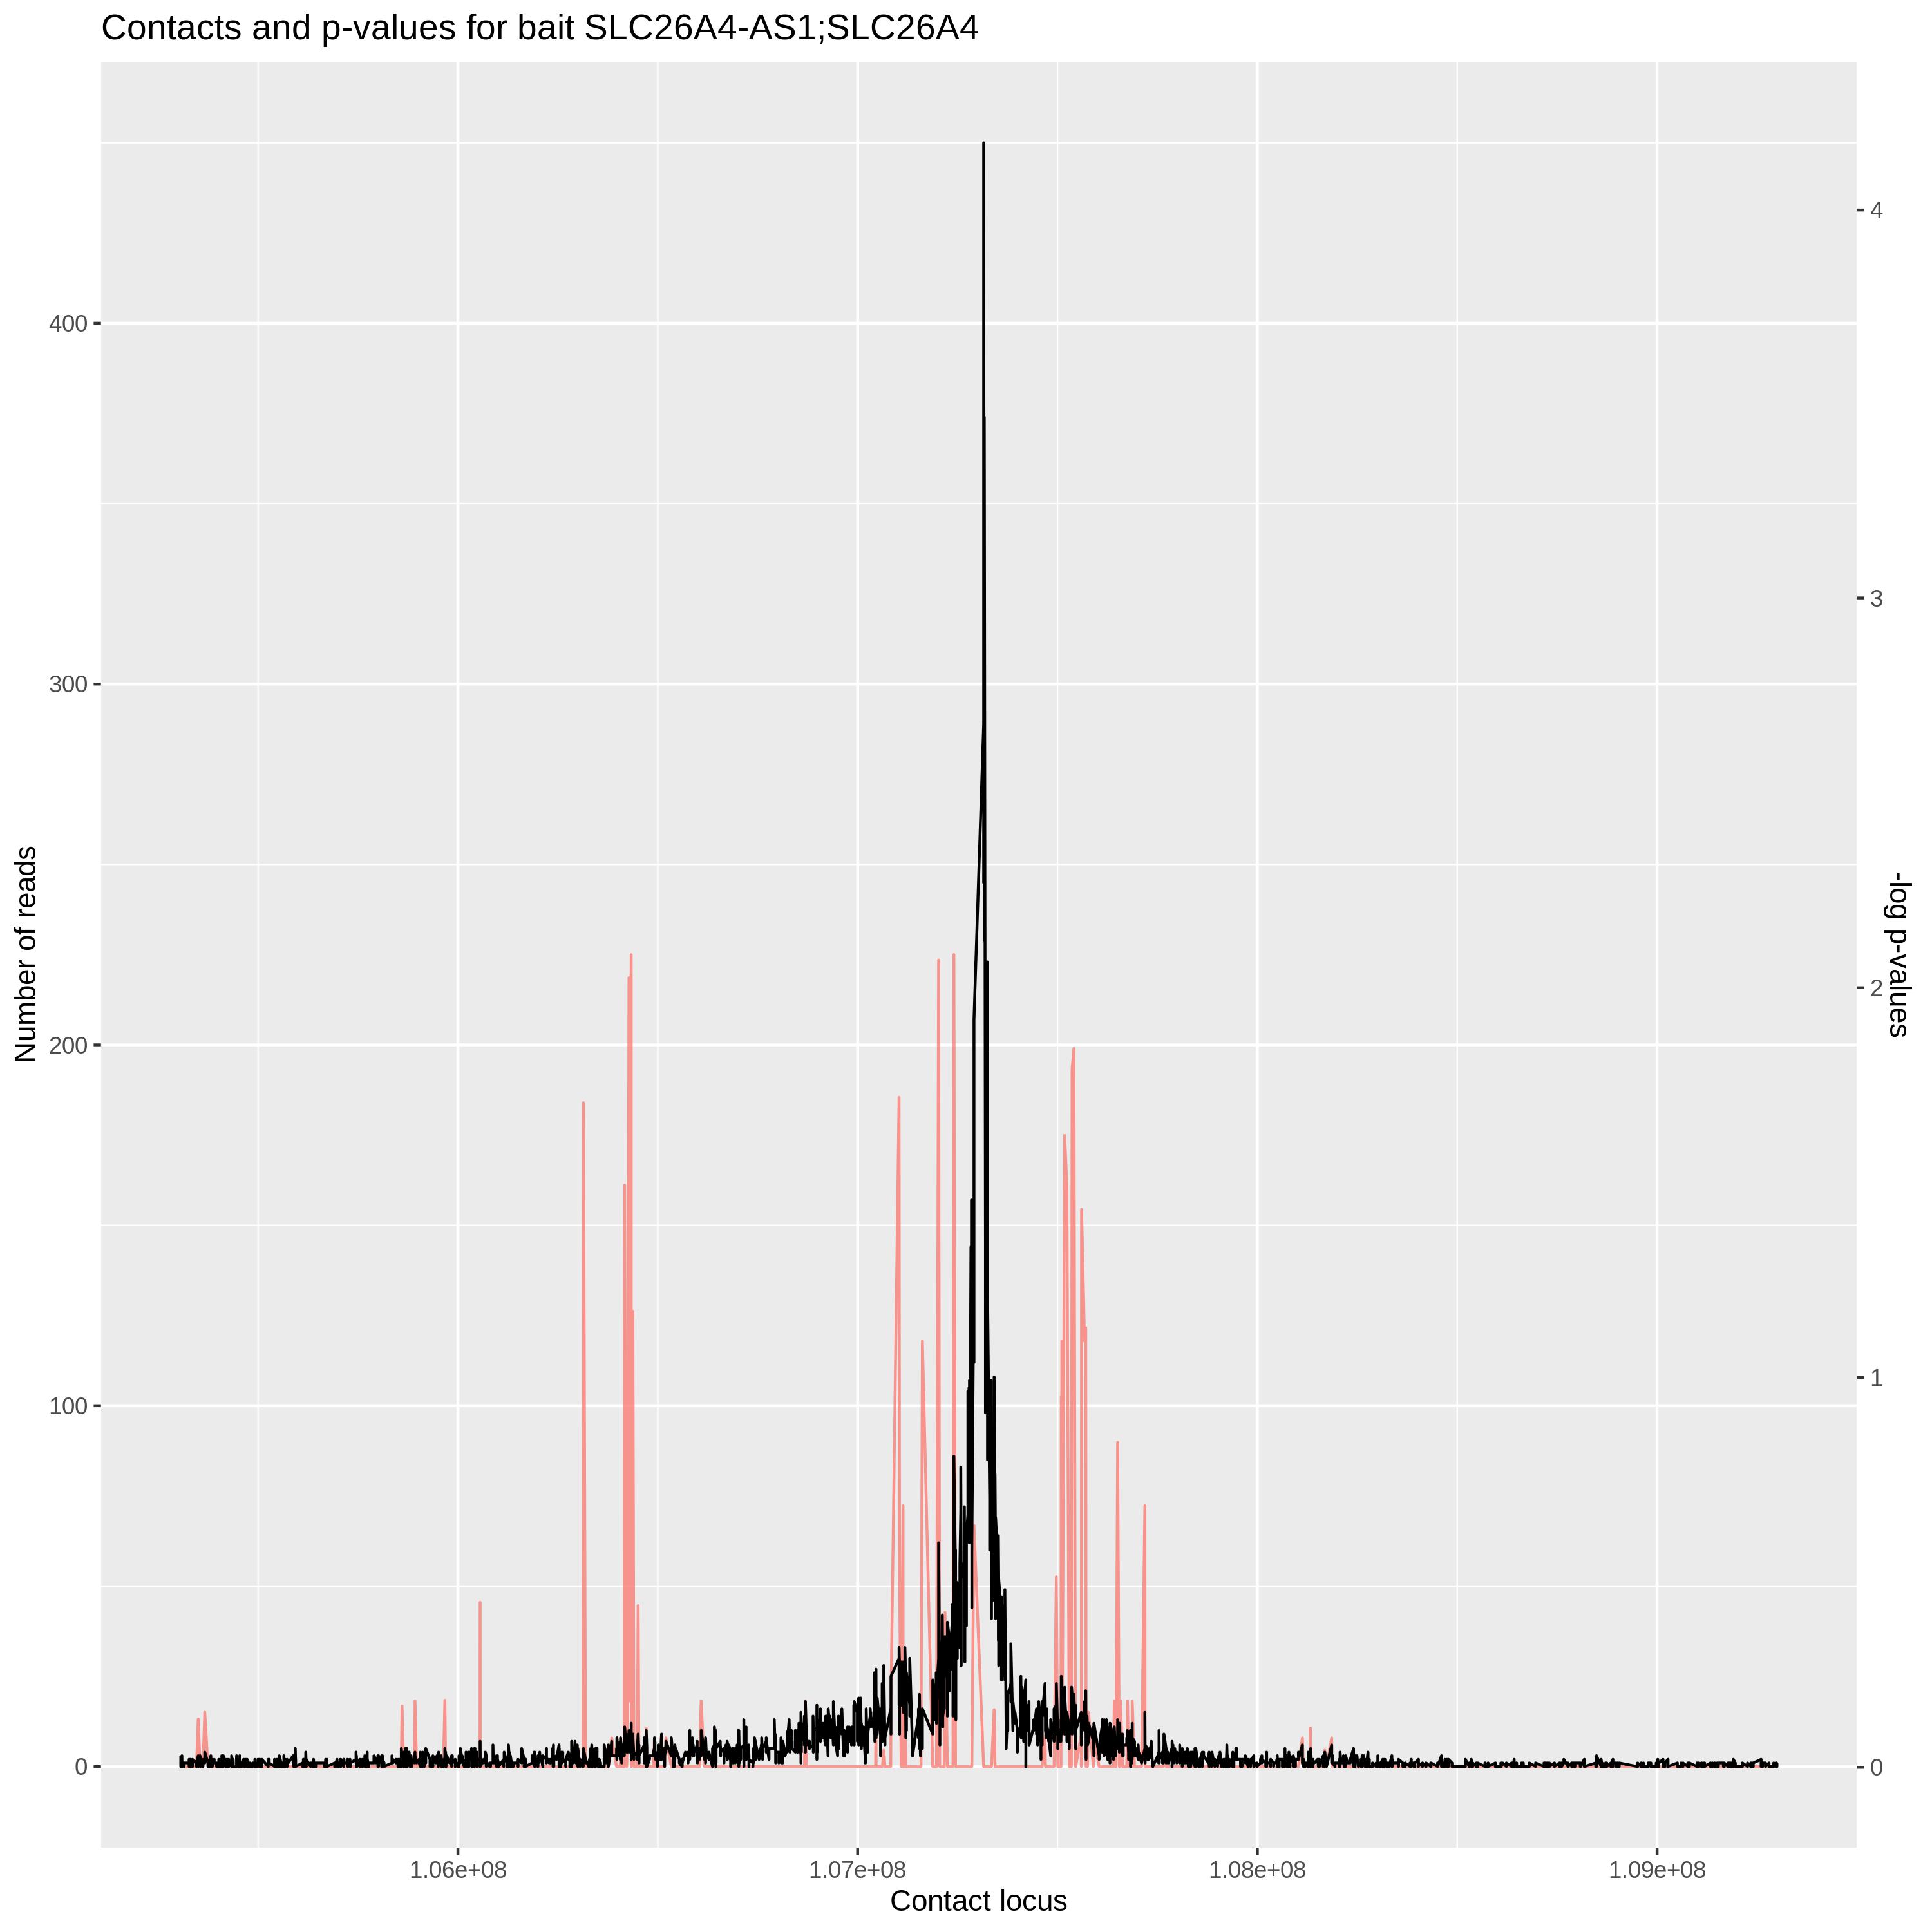 Contacts and p-values for bait SLC26A4-AS1;SLC26A4
Number of reads
400
300
200
100
0
4
3
2
1
0
-log p-values
1.06e+08
1.07e+08
1.08e+08
1.09e+08
Contact locus